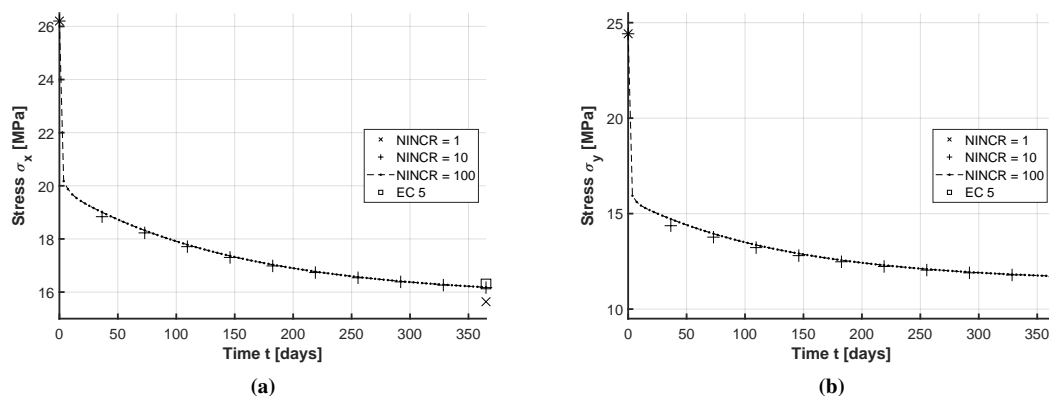 26
24
22
20
18
16
Stress σx [MPa]
0 50 100 150 200 250 300 350
Time t [days]
NINCR = 1
NINCR = 10
NINCR = 100
EC 5
(a)
25
20
15
10
Stress σy [MPa]
0 50 100 150 200 250 300 350
Time t [days]
NINCR = 1
NINCR = 10
NINCR = 100
EC 5
(b)